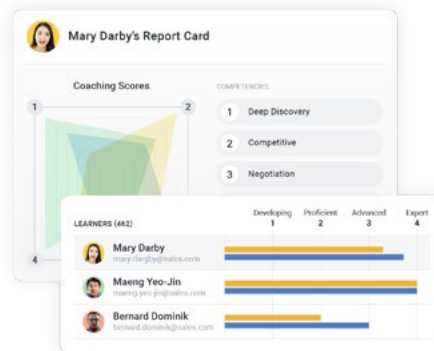 Mary Darby's Report Card
Coaching Scores
COMPETENCIES
1
2
1 Deep Discovery
2 Competitive
3 Negotiation
4
LEARNERS (462)
Developing Proficient Advanced Expert
1 2 3 4
Mary Darby
mary.dargby@sales.com
Maeng Yeo-Jin
maeng.yeo.jin@sales.com
Bernard Dominik
bernard.dominik@sales.com